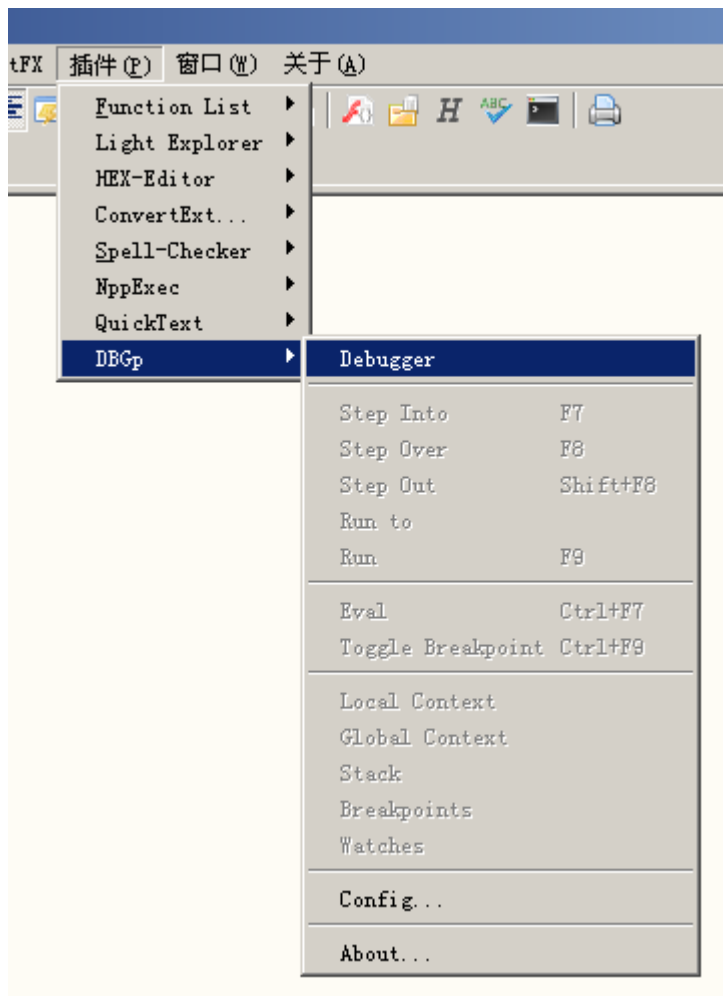 tFX 插件(P) 窗口(W) 关于(A)
H ABC
Function List
Light Explorer
HEX-Editor
ConvertExt...
Spell-Checker
NppExec
QuickText
DBGp
Debugger
Step Into F7
Step Over F8
Step Out Shift+F8
Run to
Run F9
Eval Ctrl+F7
Toggle Breakpoint Ctrl+F9
Local Context
Global Context
Stack
Breakpoints
Watches
Config...
About...